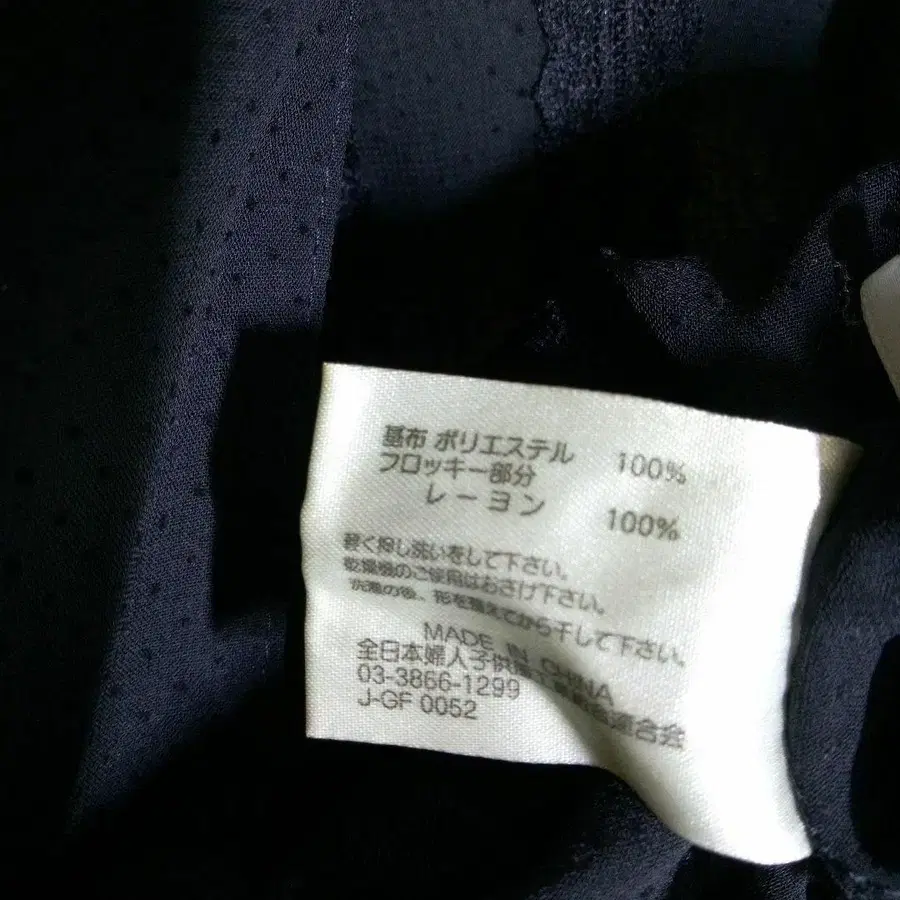 基布 ポリエステル 100%
フロッキー部分
レーヨン 100%
軽く押し洗いをして下さい。
乾燥機のご使用はおさけ下さい。
洗濯の後、形を整えてから干して下さい。
MADE IN CHINA
全日本婦人子供服工業組合連合会
03-3866-1299
J-GF 0052